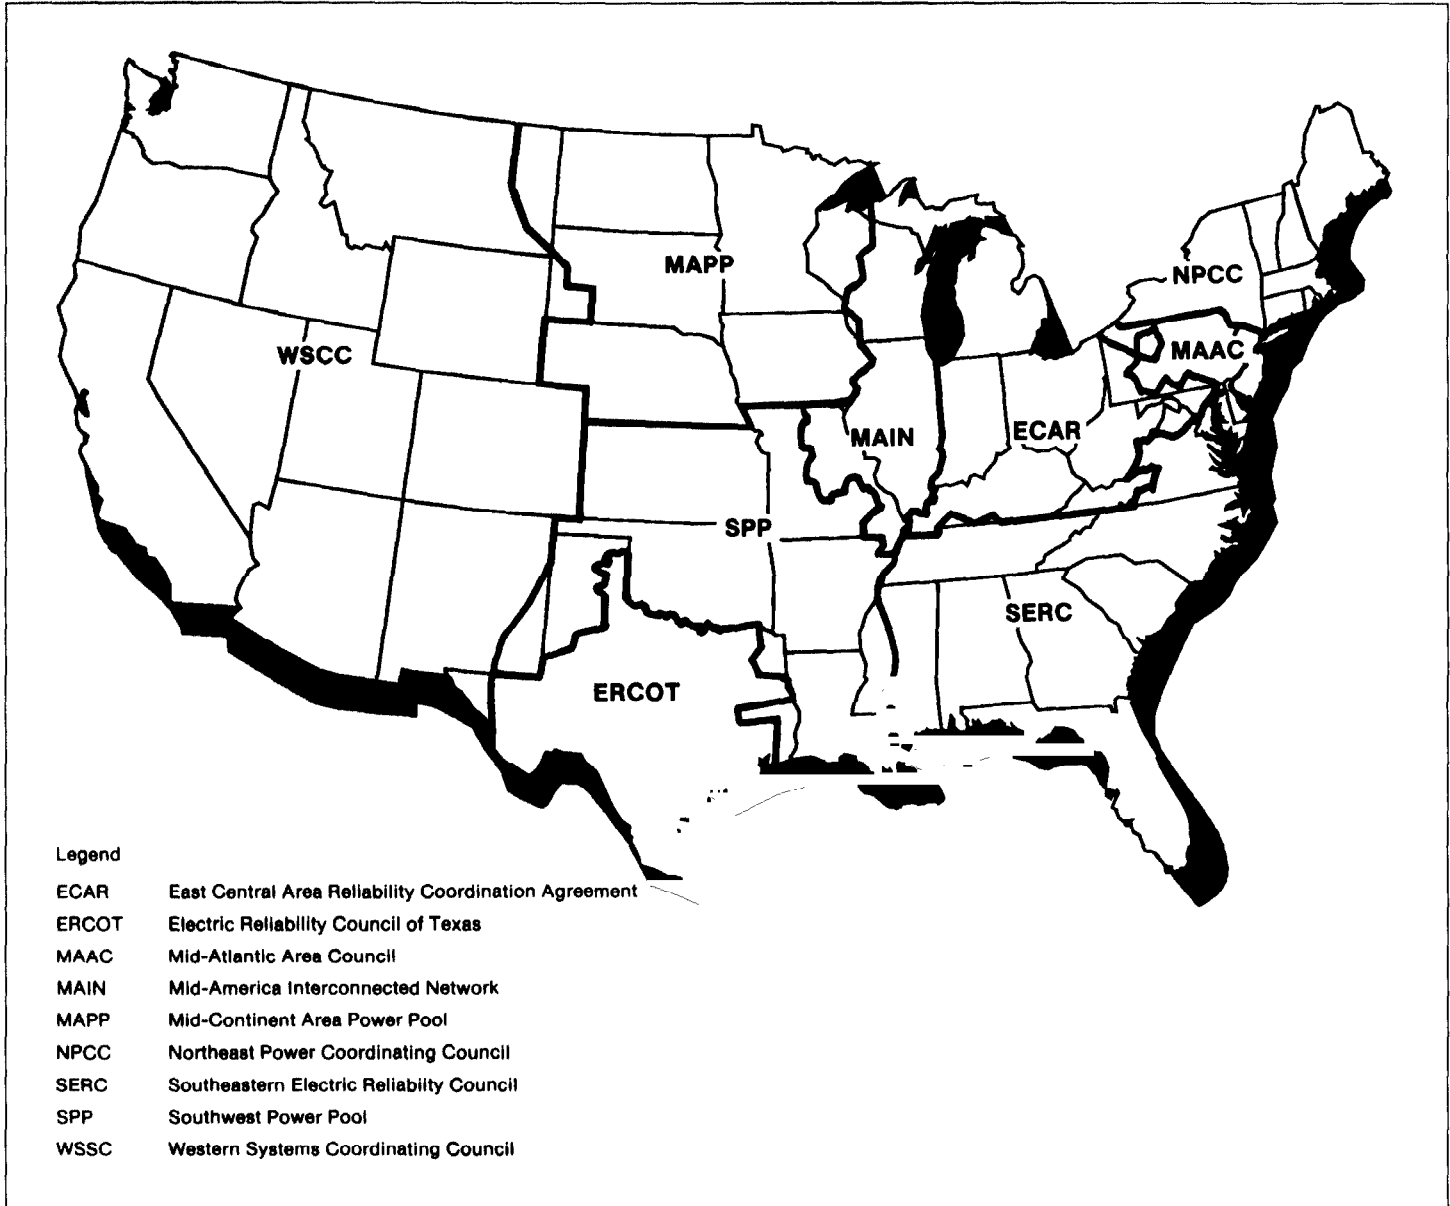 MAPP
NPCC
WSCC
MAAC
MAIN
ECAR
SPP
SERC
ERCOT
Legend
ECAR East Central Area Reliability Coordination Agreement
ERCOT Electric Reliability Council of Texas
MAAC Mid-Atlantic Area Council
MAIN Mid-America Interconnected Network
MAPP Mid-Continent Area Power Pool
NPCC Northeast Power Coordinating Council
SERC Southeastern Electric Reliabilty Council
SPP Southwest Power Pool
WSSC Western Systems Coordinating Council